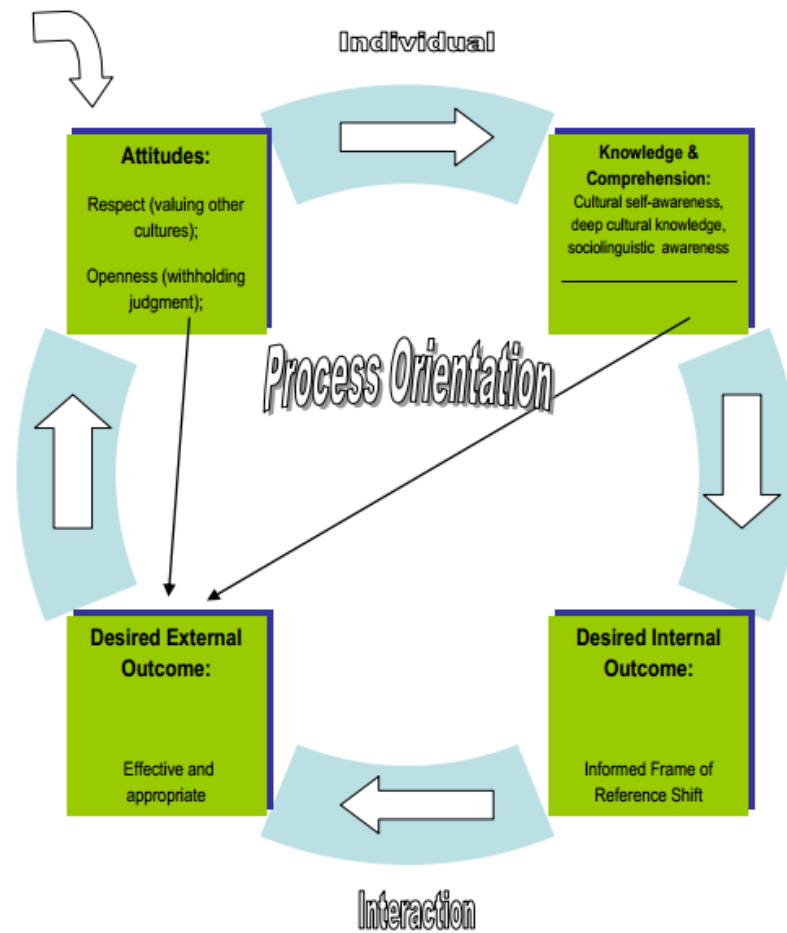 Individual
Attitudes:
Respect (valuing other
cultures);
Openness (withholding
judgment);
Knowledge &
Comprehension:
Cultural self-awareness,
deep cultural knowledge,
sociolinguistic awareness
Process Orientation
Desired External
Outcome:
Effective and
appropriate
Desired Internal
Outcome:
Informed Frame of
Reference Shift
Interaction